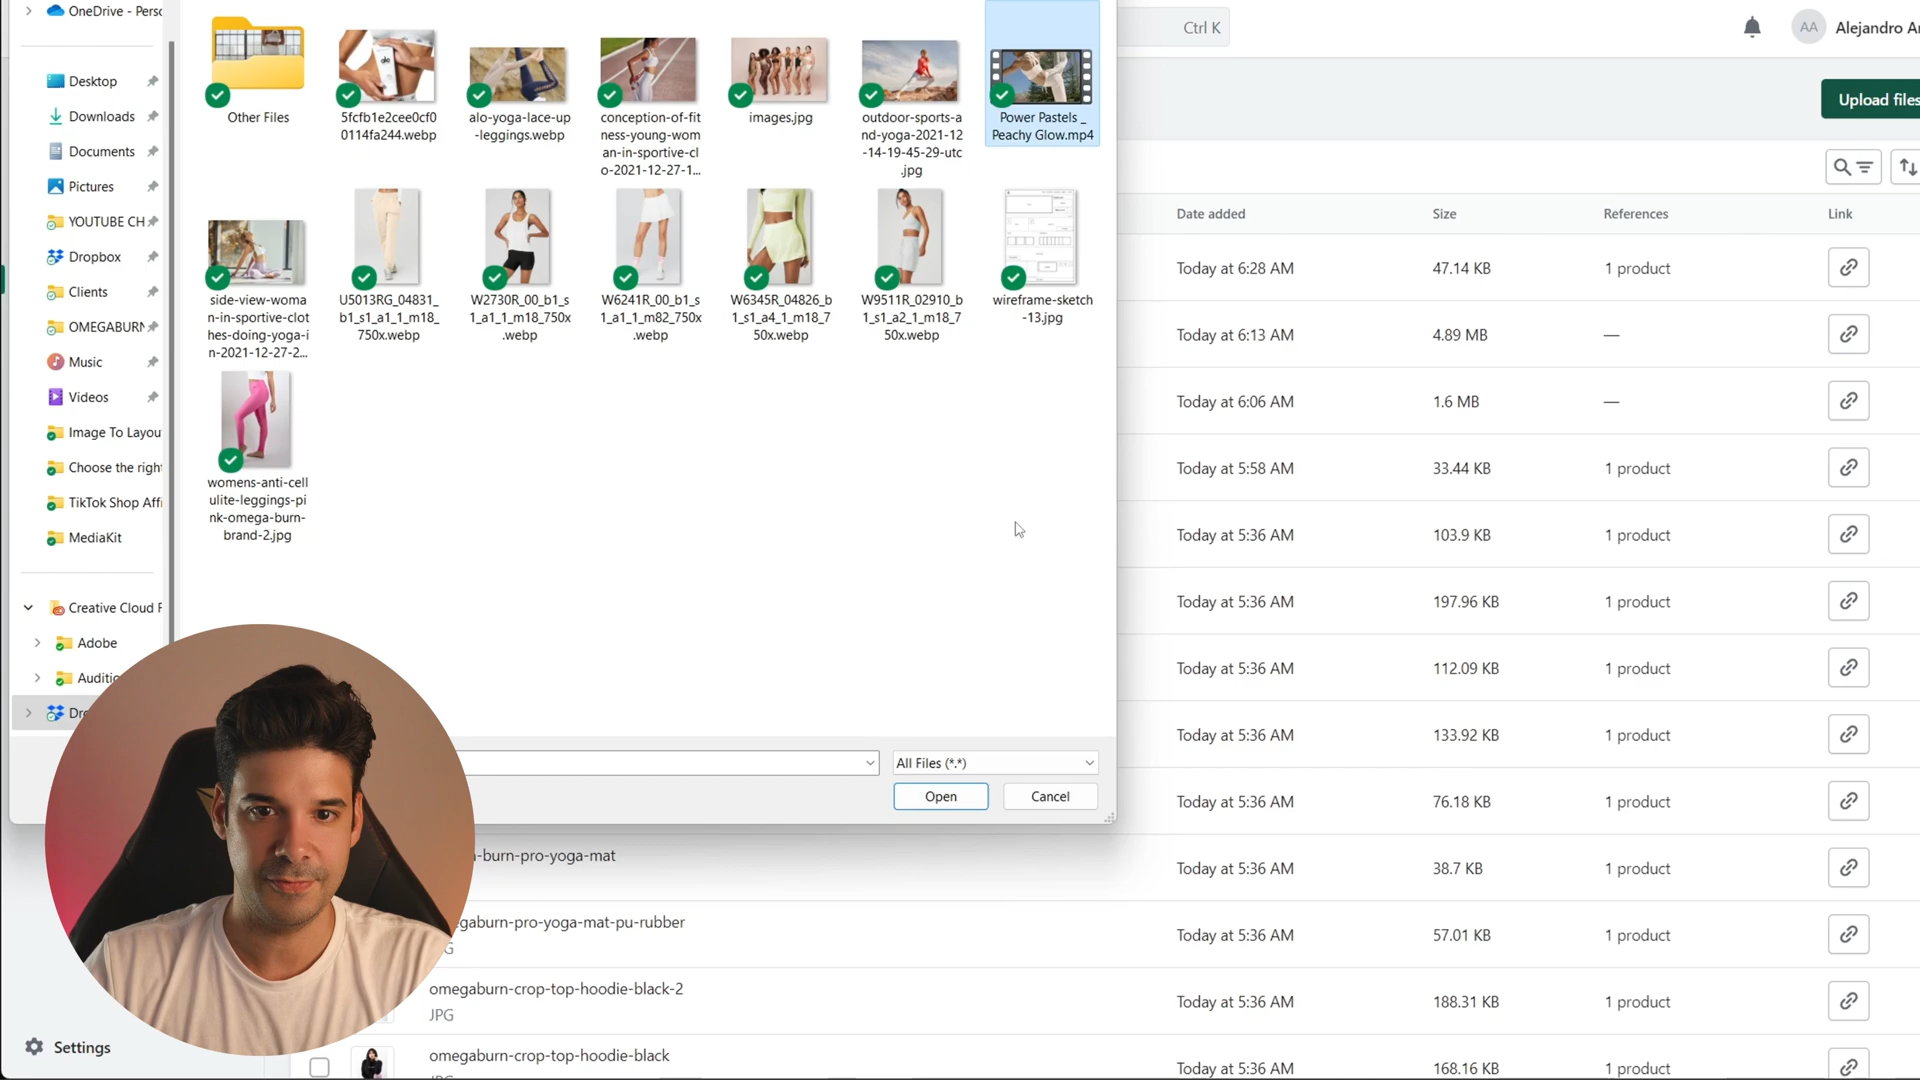 OneDrive - Perso
Desktop
Downloads
Documents
Pictures
YOUTUBE CH
Dropbox
Clients
OMEGABURN
Music
Videos
Image To Layou
Choose the right
TikTok Shop Affi
MediaKit
Creative Cloud F
Adobe
Auditio
Dro
Other Files
5fcfb1e2cee0cf0
0114fa244.webp
alo-yoga-lace-up
-leggings.webp
conception-of-fit
ness-young-wom
an-in-sportive-cl
o-2021-12-27-1...
images.jpg
outdoor-sports-a
nd-yoga-2021-12
-14-19-45-29-utc
.jpg
Power Pastels _
Peachy Glow.mp4
side-view-woma
n-in-sportive-clot
hes-doing-yoga-i
n-2021-12-27-2...
U5013RG_04831_
b1_s1_a1_1_m18_
750x.webp
W2730R_00_b1_s
1_a1_1_m18_750x
.webp
W6241R_00_b1_s
1_a1_1_m82_750x
.webp
W6345R_04826_b
1_s1_a4_1_m18_7
50x.webp
W9511R_02910_b
1_s1_a2_1_m18_7
50x.webp
wireframe-sketch
-13.jpg
womens-anti-cell
ulite-leggings-pi
nk-omega-burn-
brand-2.jpg
All Files (*.*)
Open
Cancel
Ctrl K
AA
Alejandro Ar
Upload files
Date added Size References Link
Today at 6:28 AM 47.14 KB 1 product
Today at 6:13 AM 4.89 MB —
Today at 6:06 AM 1.6 MB —
Today at 5:58 AM 33.44 KB 1 product
Today at 5:36 AM 103.9 KB 1 product
Today at 5:36 AM 197.96 KB 1 product
Today at 5:36 AM 112.09 KB 1 product
Today at 5:36 AM 133.92 KB 1 product
Today at 5:36 AM 76.18 KB 1 product
-burn-pro-yoga-mat Today at 5:36 AM 38.7 KB 1 product
egaburn-pro-yoga-mat-pu-rubber Today at 5:36 AM 57.01 KB 1 product
omegaburn-crop-top-hoodie-black-2 Today at 5:36 AM 188.31 KB 1 product
JPG
omegaburn-crop-top-hoodie-black Today at 5:36 AM 168.16 KB 1 product
JPG
Settings